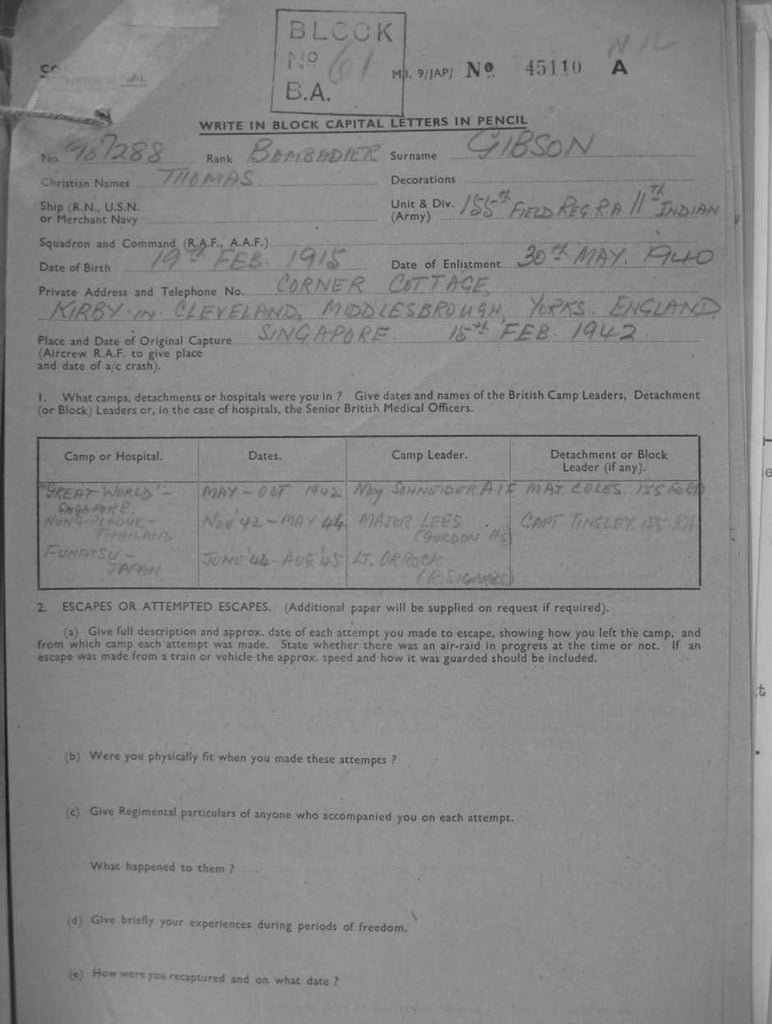 BLOCK
No 61
B.A.
M.I. 9/JAP/ No. 45110 A
WRITE IN BLOCK CAPITAL LETTERS IN PENCIL
No. 987288 Rank BOMBADIER Surname GIBSON
Christian Names THOMAS Decorations
Ship (R.N., U.S.N. or Merchant Navy
Unit & Div. (Army) 155th FIELD REG. R.A 11TH INDIAN
Squadron and Command (R.A.F., A.A.F.)
Date of Birth 19TH FEB. 1915 Date of Enlistment 30th MAY. 1940
Private Address and Telephone No. CORNER COTTAGE,
KIRBY-IN-CLEVELAND, MIDDLESBROUGH, YORKS. ENGLAND
Place and Date of Original Capture SINGAPORE. 15th FEB. 1942.
(Aircrew R.A.F. to give place
and date of a/c crash).
1. What camps, detachments or hospitals were you in ? Give dates and names of the British Camp Leaders, Detachment
(or Block) Leaders or, in the case of hospitals, the Senior British Medical Officers.
Camp or Hospital. Dates. Camp Leader. Detachment or Block Leader (if any).
"GREAT WORLD" - SINGAPORE. MAY - OCT 1942 SCHNEIDER AIF COLES. 155
THAILAND NOV '42 - MAY '44 MAJOR LEES (GORDON HS) CAPT TINSLEY. 155 RA
FUNATSU - JAPAN JUNE '44 - AUG '45 LT. ORROCK (R. SIGNALS)
2. ESCAPES OR ATTEMPTED ESCAPES. (Additional paper will be supplied on request if required).
(a) Give full description and approx. date of each attempt you made to escape, showing how you left the camp, and
from which camp each attempt was made. State whether there was an air-raid in progress at the time or not. If an
escape was made from a train or vehicle the approx. speed and how it was guarded should be included.
(b) Were you physically fit when you made these attempts ?
(c) Give Regimental particulars of anyone who accompanied you on each attempt.
What happened to them ?
(d) Give briefly your experiences during periods of freedom.
(e) How were you recaptured and on what date ?